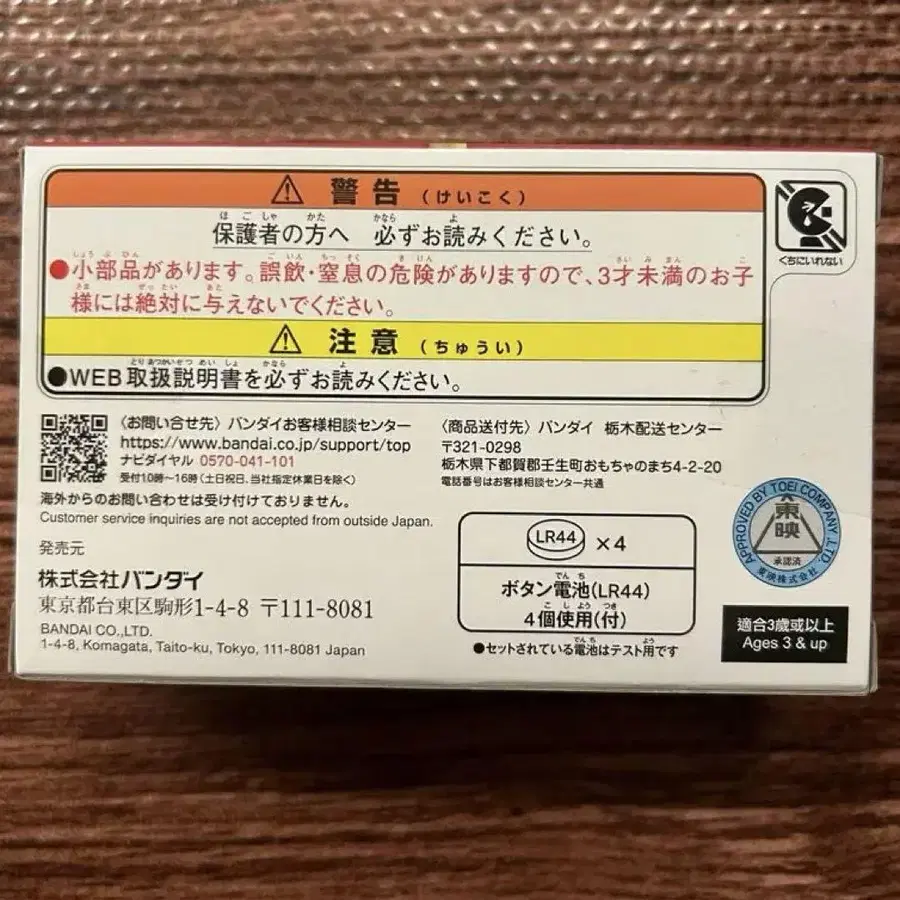 ⚠ 警告 (けいこく)
保護者の方へ 必ずお読みください。
●小部品があります。誤飲・窒息の危険がありますので、3才未満のお子
様には絶対に与えないでください。
くちにいれない
⚠ 注意 (ちゅうい)
●WEB取扱説明書を必ずお読みください。
〈お問い合せ先〉バンダイお客様相談センター
https://www.bandai.co.jp/support/top
ナビダイヤル 0570-041-101
受付10時〜16時(土日祝日、当社指定休業日を除く)
海外からのお問い合わせは受け付けておりません。
Customer service inquiries are not accepted from outside Japan.
〈商品送付先〉バンダイ 栃木配送センター
〒321-0298
栃木県下都賀郡壬生町おもちゃのまち4-2-20
電話番号はお客様相談センター共通
発売元
株式会社バンダイ
東京都台東区駒形1-4-8 〒111-8081
BANDAI CO.,LTD.
1-4-8, Komagata, Taito-ku, Tokyo, 111-8081 Japan
LR44 ×4
ボタン電池(LR44)
4個使用(付)
●セットされている電池はテスト用です
APPROVED BY TOEI COMPANY, LTD.
東映
承認済
東映株式会社
適合3歲或以上
Ages 3 & up